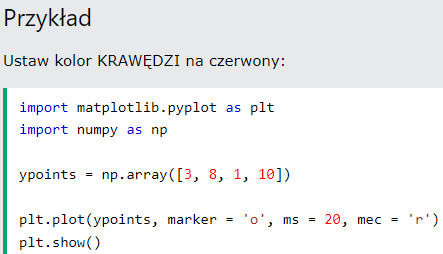 Przykład
Ustaw kolor KRAWĘDZI na czerwony:
import matplotlib.pyplot as plt
import numpy as np
ypoints = np.array([3, 8, 1, 10])
plt.plot(ypoints, marker = 'o', ms = 20, mec = 'r')
plt.show()